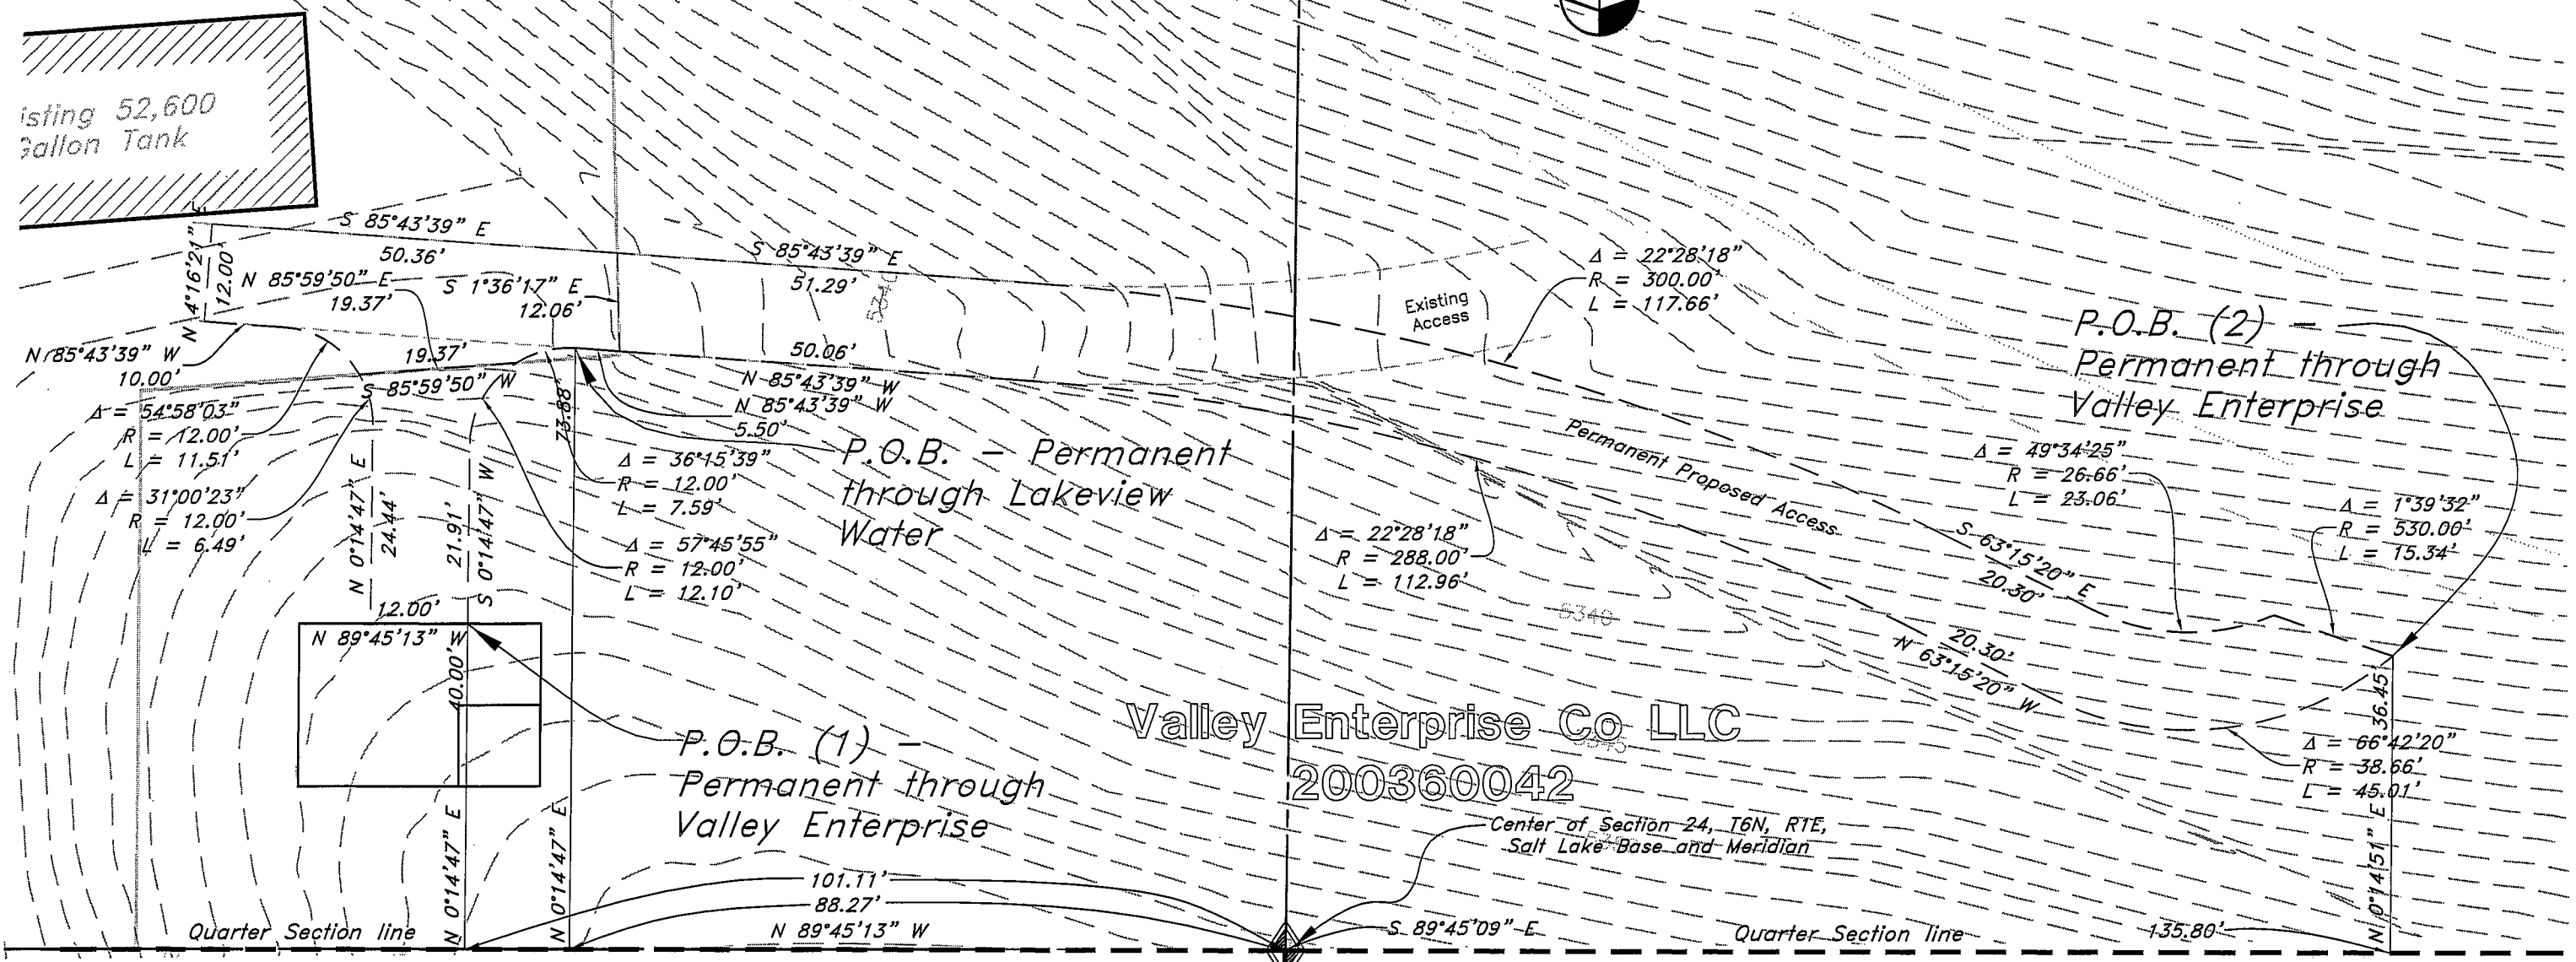 isting 52,600
Gallon Tank
S 85°43'39" E
50.36'
N 4°16'21" E
12.00'
N 85°59'50" E
19.37'
S 1°36'17" E
12.06'
S 85°43'39" E
51.29'
5340
Existing
Access
Δ = 22°28'18"
R = 300.00'
L = 117.66'
P.O.B. (2) -
Permanent through
Valley Enterprise
N 85°43'39" W
10.00'
19.37'
S 85°59'50" W
50.06'
N 85°43'39" W
N 85°43'39" W
5.50'
73.88'
Δ = 54°58'03"
R = 12.00'
L = 11.51'
Δ = 31°00'23"
R = 12.00'
L = 6.49'
N 0°14'47" E
24.44'
21.91'
S 0°14'47" W
Δ = 36°15'39"
R = 12.00'
L = 7.59'
Δ = 57°45'55"
R = 12.00'
L = 12.10'
P.O.B. - Permanent
through Lakeview
Water
Permanent Proposed Access
Δ = 22°28'18"
R = 288.00'
L = 112.96'
Δ = 49°34'25"
R = 26.66'
L = 23.06'
Δ = 1°39'32"
R = 530.00'
L = 15.34'
S 63°15'20" E
20.30'
20.30'
N 63°15'20" W
5340
12.00'
N 89°45'13" W
40.00'
P.O.B. (1) -
Permanent through
Valley Enterprise
Valley Enterprise Co LLC
200360042
5345
36.45'
Δ = 66°42'20"
R = 38.66'
L = 45.01'
Center of Section 24, T6N, R1E,
Salt Lake Base and Meridian
N 0°14'47" E
N 0°14'47" E
N 0°14'51" E
101.11'
88.27'
Quarter Section line
N 89°45'13" W
S 89°45'09" E
Quarter Section line
135.80'